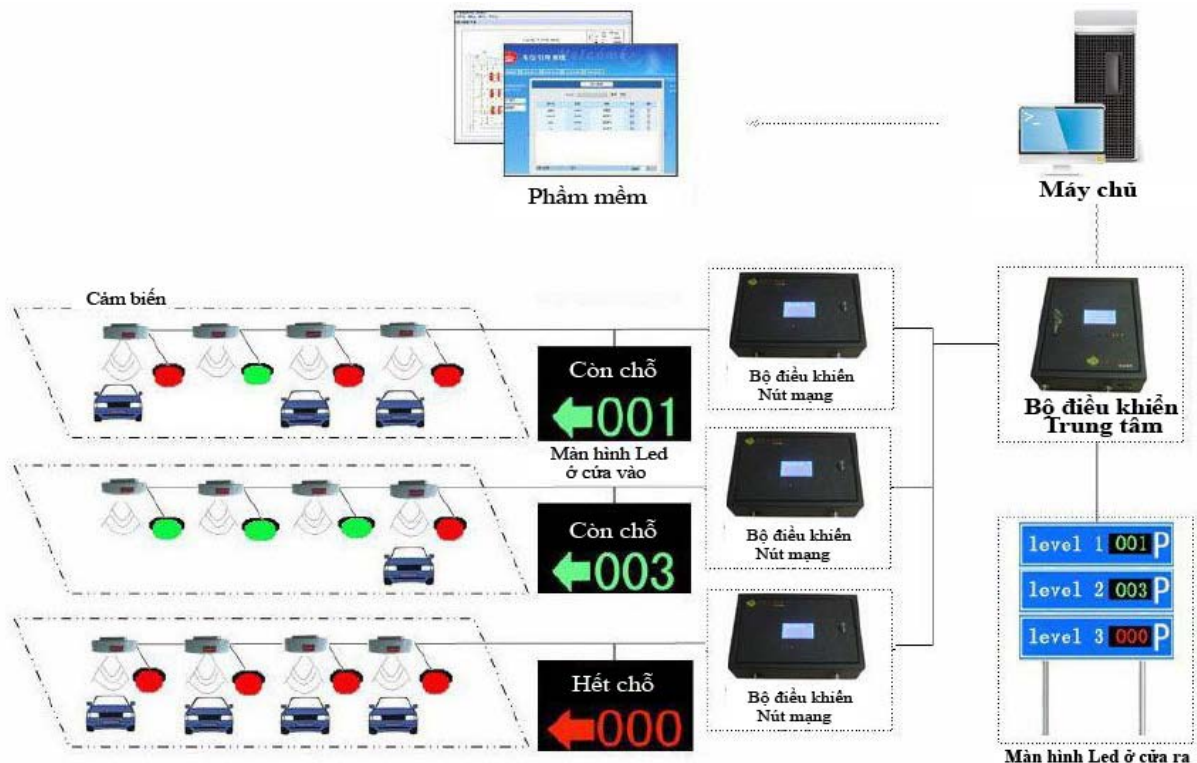 Phầm mềm
Máy chủ
Cảm biến
Còn chỗ
001
Màn hình Led
ở cửa vào
Bộ điều khiển
Nút mạng
Bộ điều khiển
Trung tâm
Còn chỗ
003
Bộ điều khiển
Nút mạng
level 1 001 P
level 2 003 P
level 3 000 P
Hết chỗ
000
Bộ điều khiển
Nút mạng
Màn hình Led ở cửa ra